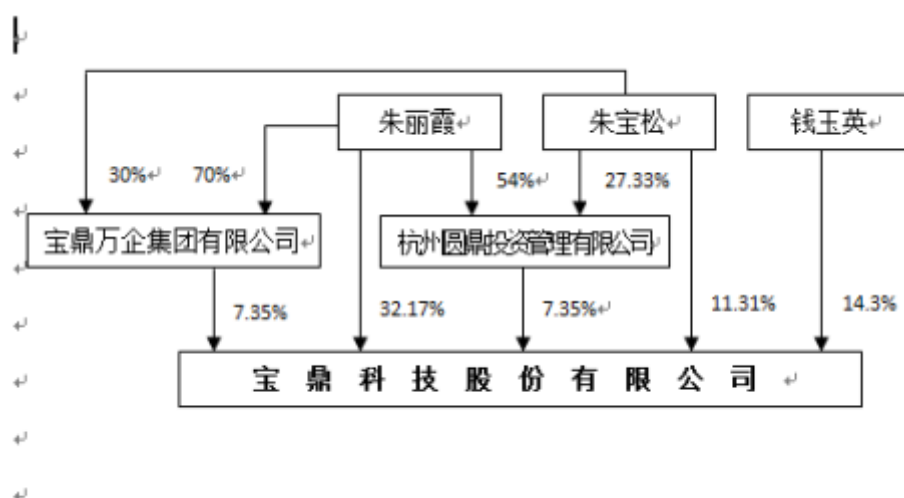 朱丽霞
朱宝松
钱玉英
30%
70%
54%
27.33%
宝鼎万企集团有限公司
杭州圆鼎投资管理有限公司
7.35%
32.17%
7.35%
11.31%
14.3%
宝鼎科技股份有限公司